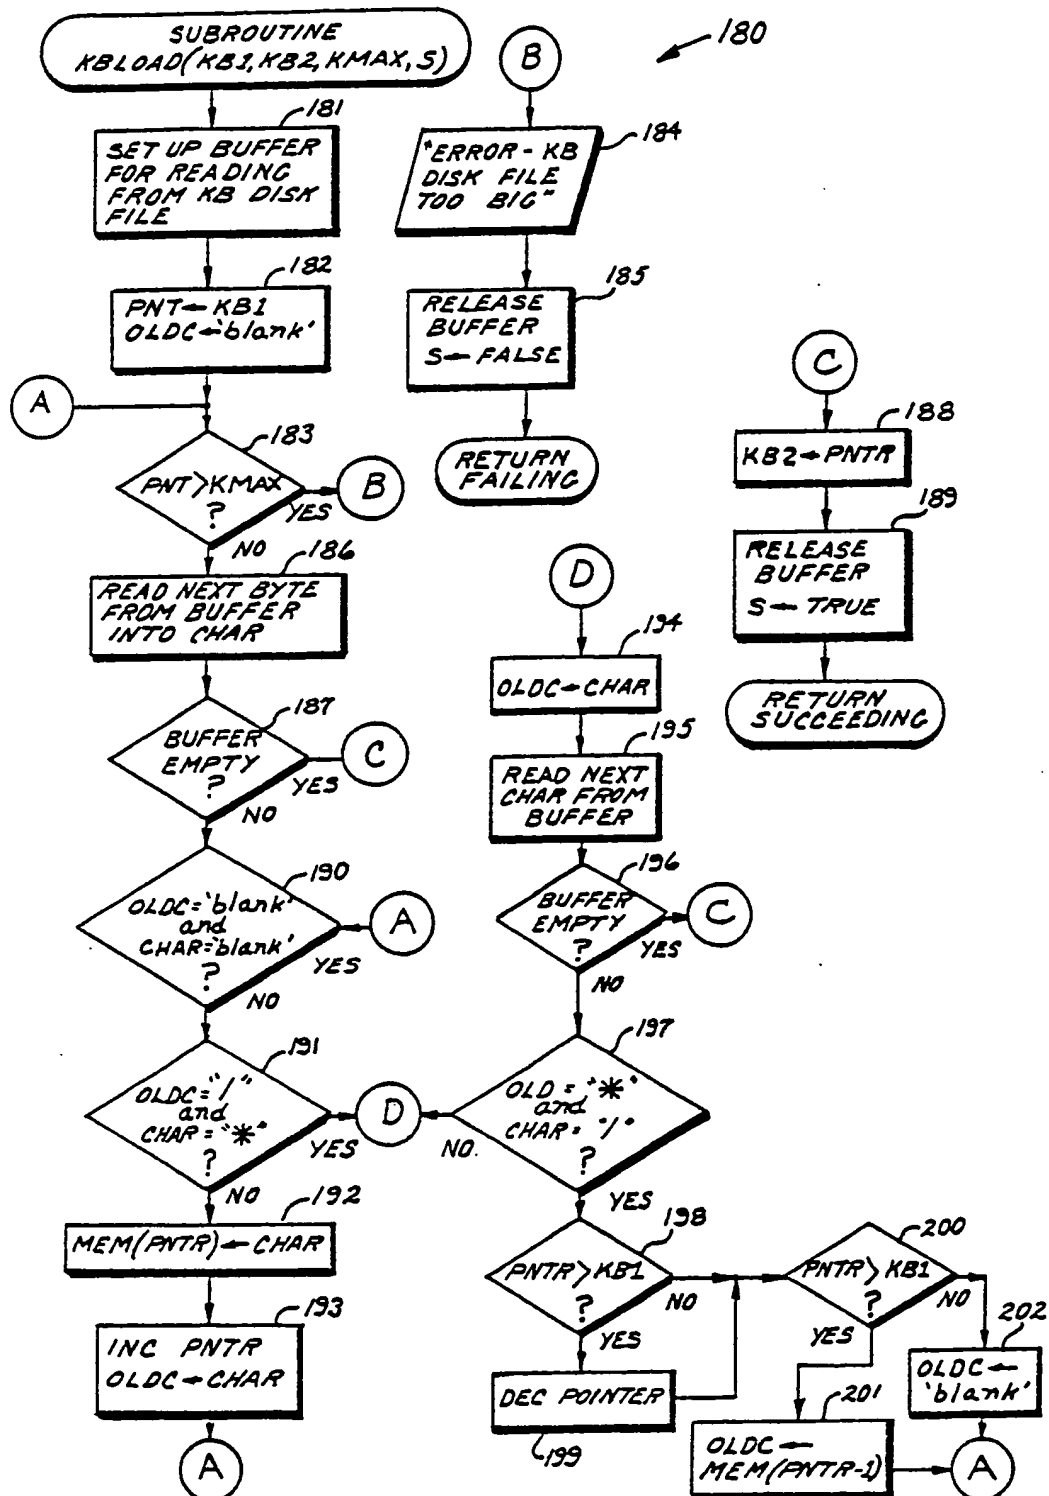 SUBROUTINE
KBLOAD(KB1,KB2,KMAX,S)
181
SET UP BUFFER
FOR READING
FROM KB DISK
FILE
182
PNT←KB1
OLDC←'blank'
A
183
PNT>KMAX
?
YES
B
NO
186
READ NEXT BYTE
FROM BUFFER
INTO CHAR
187
BUFFER
EMPTY
?
YES
C
NO
190
OLDC='blank'
and
CHAR='blank'
?
YES
A
NO
191
OLDC="/"
and
CHAR="*"
?
YES
D
NO
192
MEM(PNTR)←CHAR
193
INC PNTR
OLDC←CHAR
A
180
B
184
"ERROR-KB
DISK FILE
TOO BIG"
185
RELEASE
BUFFER
S←FALSE
RETURN
FAILING
C
188
KB2←PNTR
189
RELEASE
BUFFER
S←TRUE
RETURN
SUCCEEDING
D
194
OLDC←CHAR
195
READ NEXT
CHAR FROM
BUFFER
196
BUFFER
EMPTY
?
YES
C
NO
197
OLD="*"
and
CHAR="/"
?
NO.
YES
198
PNTR>KB1
?
NO
YES
DEC POINTER
199
200
PNTR>KB1
?
NO
YES
202
OLDC←
'blank'
201
OLDC←
MEM(PNTR-1)
A